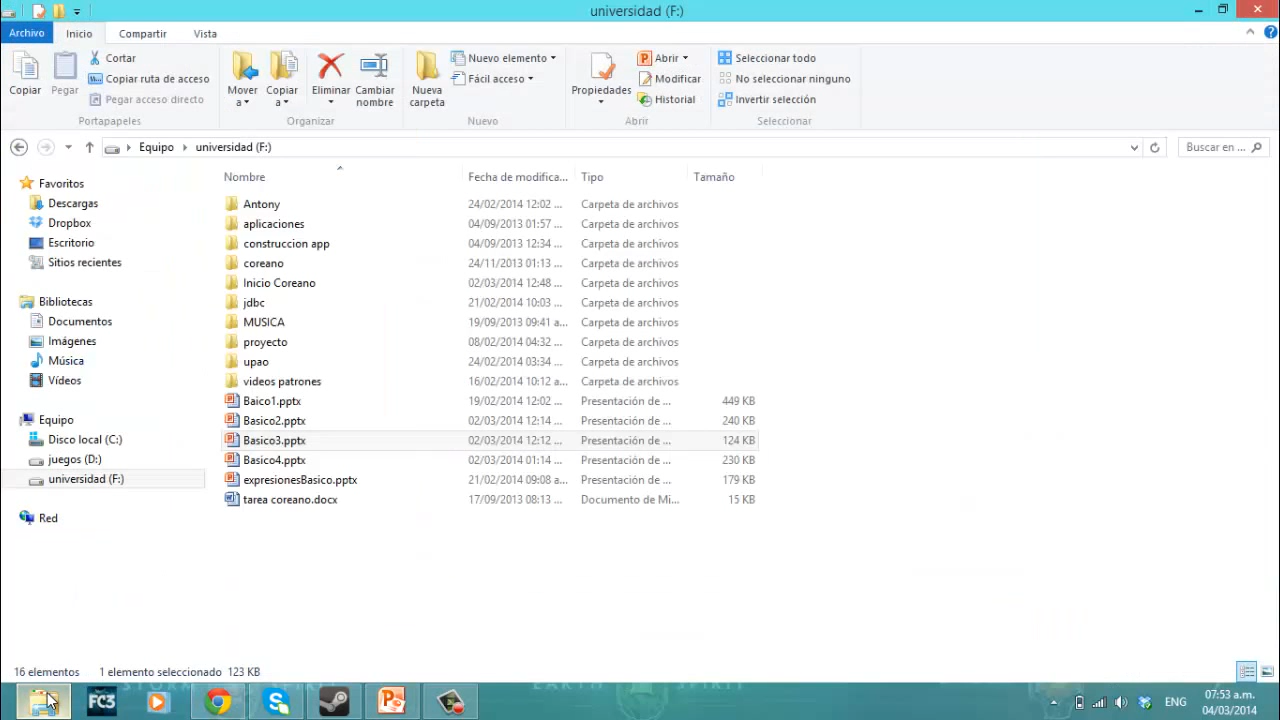 universidad (F:)
Archivo Inicio Compartir Vista
Copiar
Pegar
Cortar
Copiar ruta de acceso
Pegar acceso directo
Portapapeles
Mover a
Copiar a
Eliminar
Cambiar nombre
Organizar
Nueva carpeta
Nuevo elemento
Fácil acceso
Nuevo
Propiedades
Abrir
Modificar
Historial
Abrir
Seleccionar todo
No seleccionar ninguno
Invertir selección
Seleccionar
Equipo universidad (F:)
Buscar en ...
Favoritos
Descargas
Dropbox
Escritorio
Sitios recientes
Bibliotecas
Documentos
Imágenes
Música
Vídeos
Equipo
Disco local (C:)
juegos (D:)
universidad (F:)
Red
Nombre Fecha de modifica... Tipo Tamaño
Antony 24/02/2014 12:02 ... Carpeta de archivos
aplicaciones 04/09/2013 01:57 ... Carpeta de archivos
construccion app 04/09/2013 12:34 ... Carpeta de archivos
coreano 24/11/2013 01:13 ... Carpeta de archivos
Inicio Coreano 02/03/2014 12:48 ... Carpeta de archivos
jdbc 21/02/2014 10:03 ... Carpeta de archivos
MUSICA 19/09/2013 09:41 a... Carpeta de archivos
proyecto 08/02/2014 04:32 ... Carpeta de archivos
upao 24/02/2014 03:34 ... Carpeta de archivos
videos patrones 16/02/2014 10:12 a... Carpeta de archivos
Baico1.pptx 19/02/2014 12:02 ... Presentación de ... 449 KB
Basico2.pptx 02/03/2014 12:14 ... Presentación de ... 240 KB
Basico3.pptx 02/03/2014 12:12 ... Presentación de ... 124 KB
Basico4.pptx 02/03/2014 01:14 ... Presentación de ... 230 KB
expresionesBasico.pptx 21/02/2014 09:08 a... Presentación de ... 179 KB
tarea coreano.docx 17/09/2013 08:13 ... Documento de Mi... 15 KB
16 elementos 1 elemento seleccionado 123 KB
FC3
EARTH SPIRIT
ENG
07:53 a.m.
04/03/2014